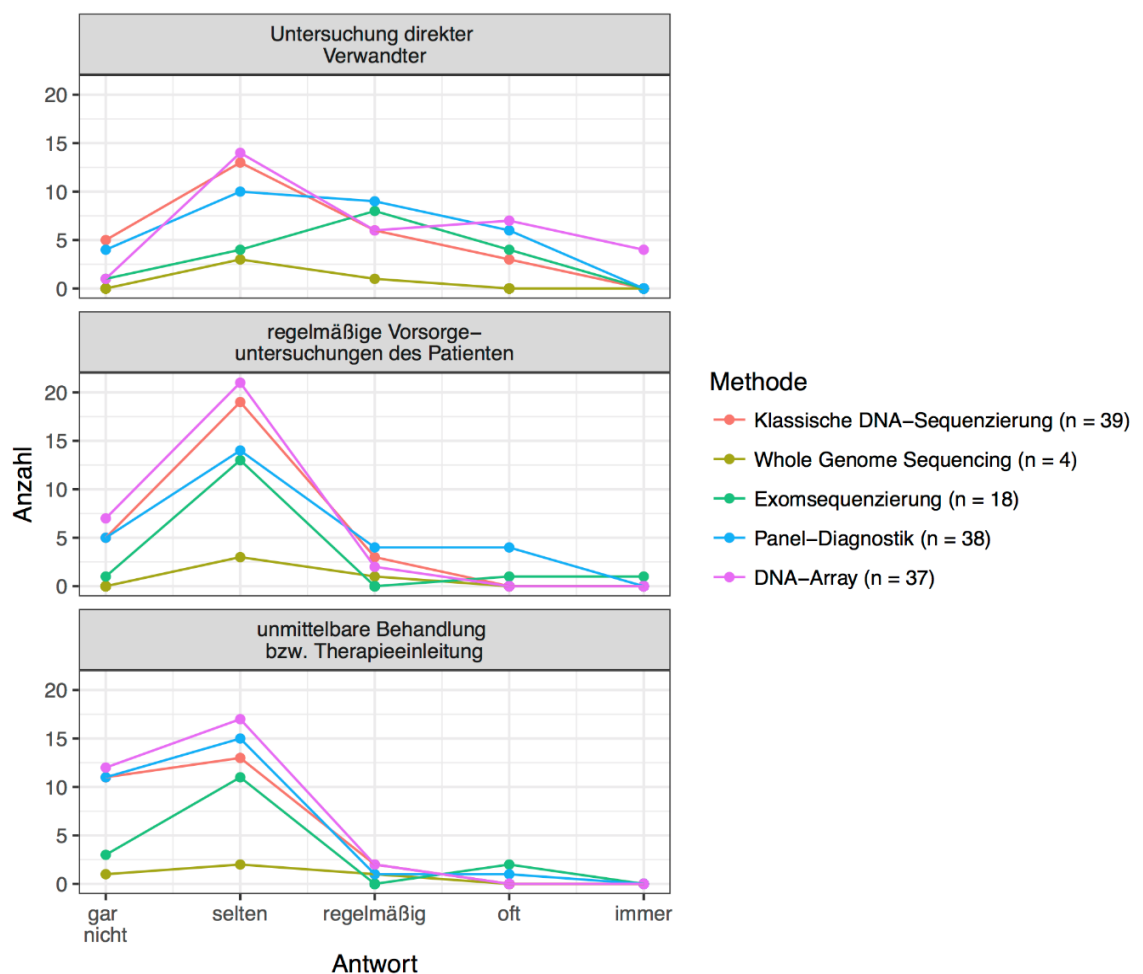 Untersuchung direkter
Verwandter
20
15
10
5
0
regelmäßige Vorsorge−
untersuchungen des Patienten
20
15
10
5
0
unmittelbare Behandlung
bzw. Therapieeinleitung
20
15
10
5
0
gar
nicht
selten
regelmäßig
oft
immer
Antwort
Anzahl
Methode
Klassische DNA−Sequenzierung (n = 39)
Whole Genome Sequencing (n = 4)
Exomsequenzierung (n = 18)
Panel−Diagnostik (n = 38)
DNA−Array (n = 37)